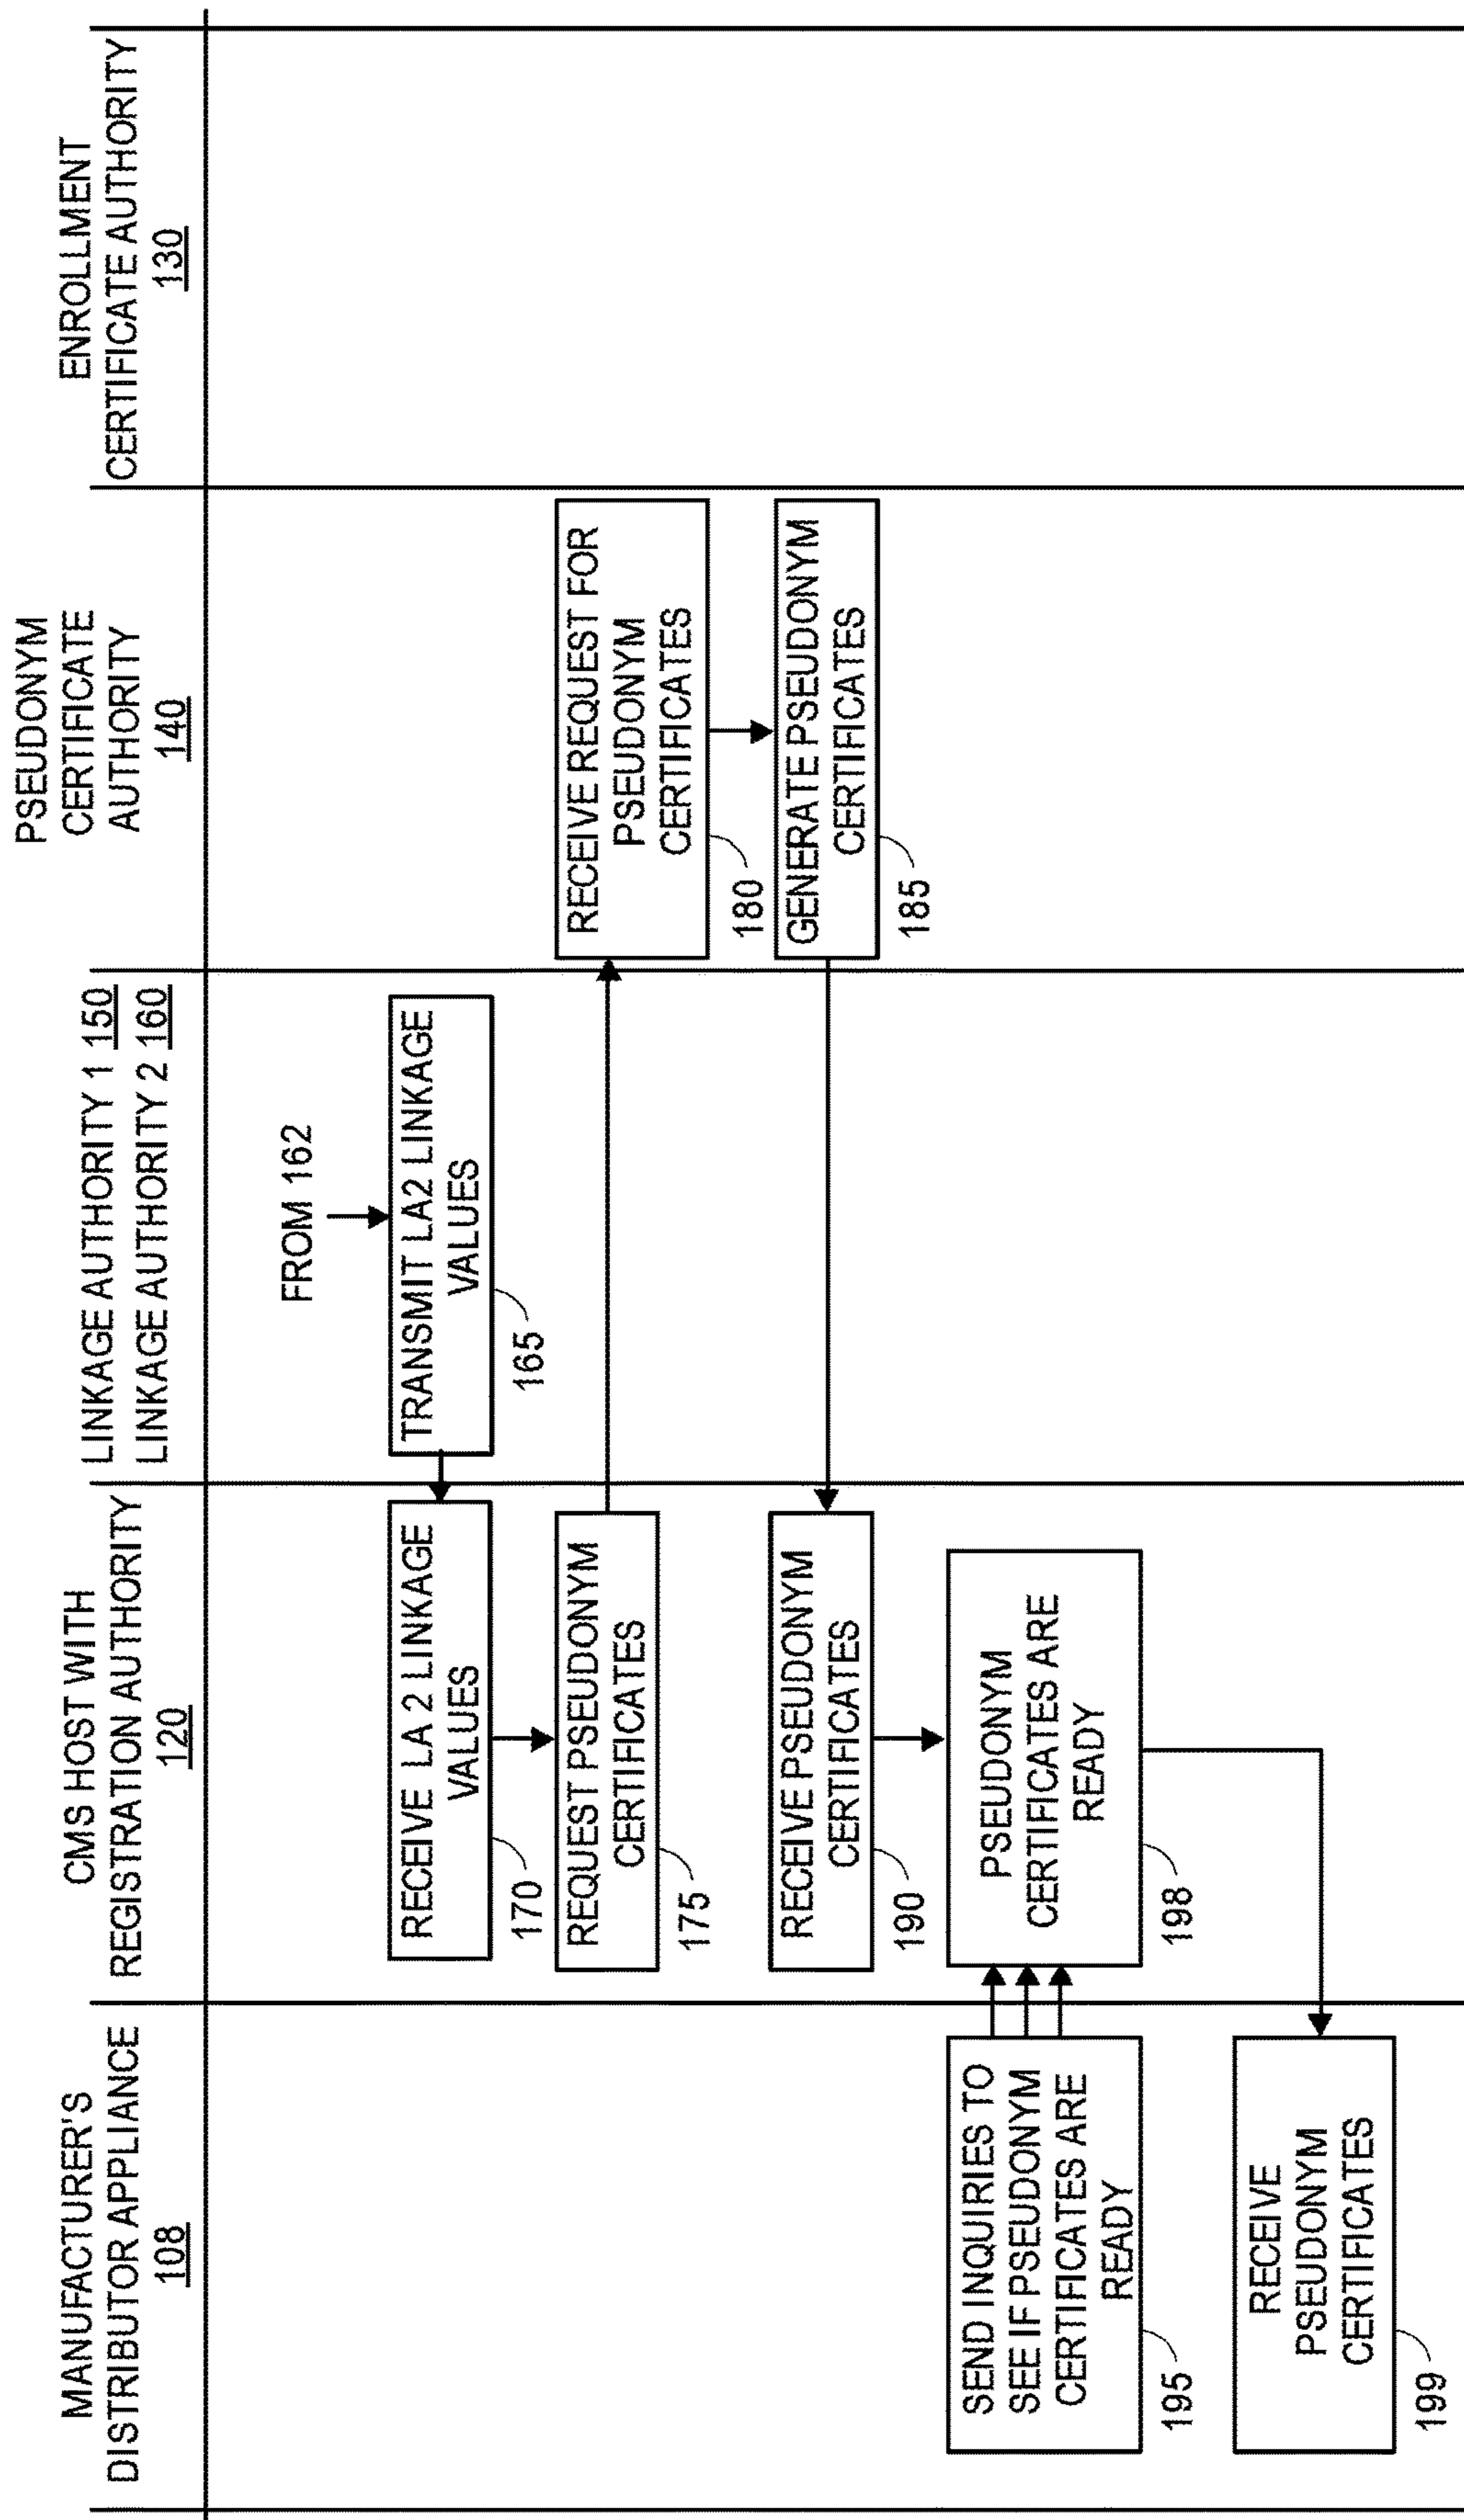 MANUFACTURER'S
DISTRIBUTOR APPLIANCE
108
CMS HOST WITH
REGISTRATION AUTHORITY
120
LINKAGE AUTHORITY 1 150
LINKAGE AUTHORITY 2 160
PSEUDONYM
CERTIFICATE
AUTHORITY
140
ENROLLMENT
CERTIFICATE AUTHORITY
130
FROM 162
TRANSMIT LA2 LINKAGE
VALUES
165
RECEIVE LA 2 LINKAGE
VALUES
170
REQUEST PSEUDONYM
CERTIFICATES
175
RECEIVE REQUEST FOR
PSEUDONYM
CERTIFICATES
180
GENERATE PSEUDONYM
CERTIFICATES
185
RECEIVE PSEUDONYM
CERTIFICATES
190
SEND INQUIRIES TO
SEE IF PSEUDONYM
CERTIFICATES ARE
READY
195
PSEUDONYM
CERTIFICATES ARE
READY
198
RECEIVE
PSEUDONYM
CERTIFICATES
199